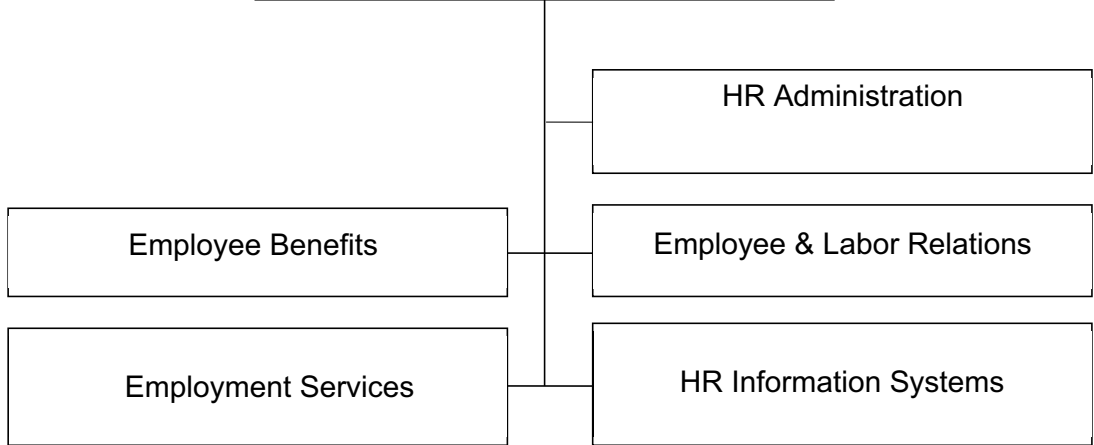 HR Administration
Employee Benefits
Employee & Labor Relations
Employment Services
HR Information Systems